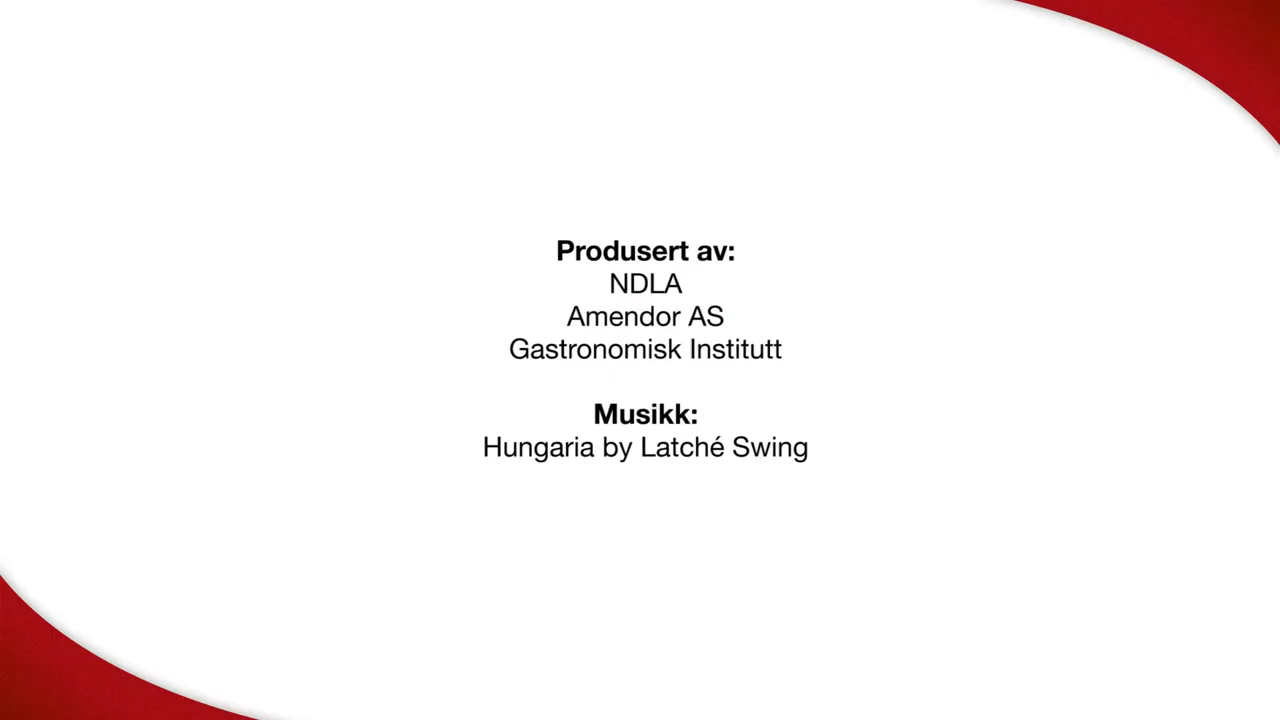 Produsert av:
NDLA
Amendor AS
Gastronomisk Institutt
Musikk:
Hungaria by Latché Swing